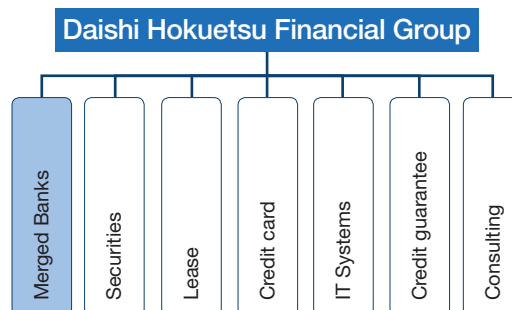 Daishi Hokuetsu Financial Group
Merged Banks
Securities
Lease
Credit card
IT Systems
Credit guarantee
Consulting